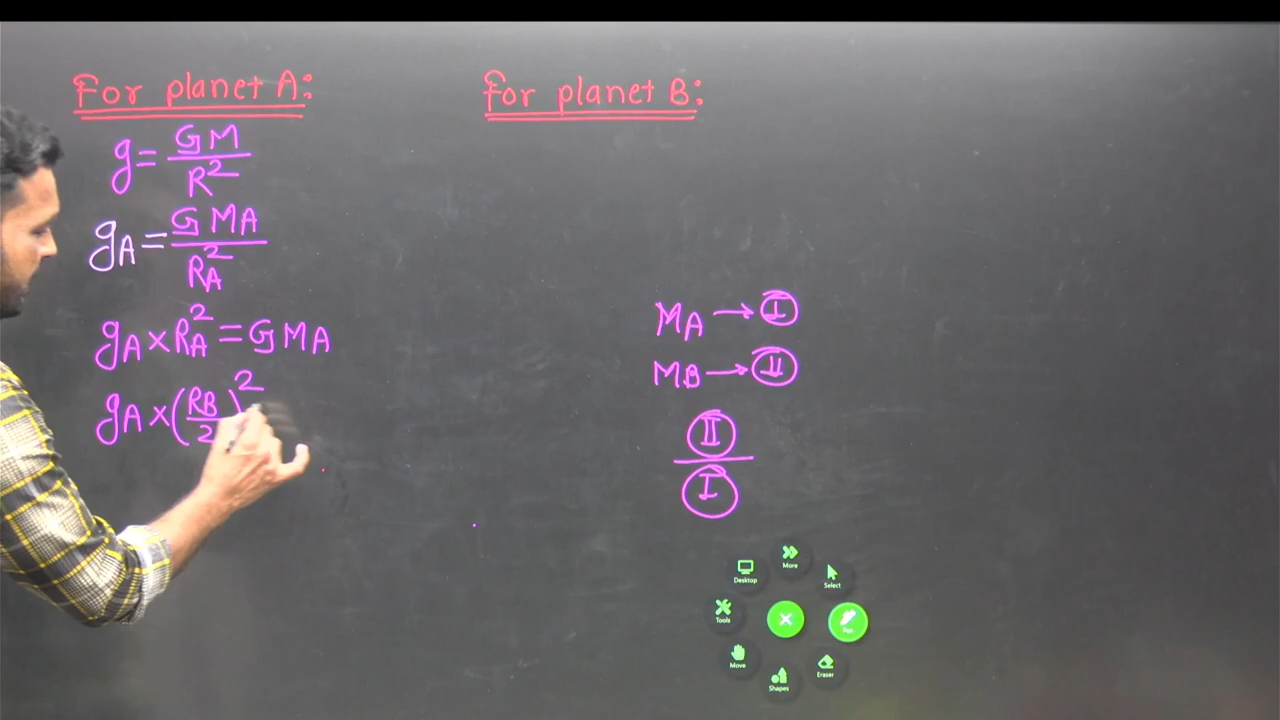 For planet A:
g = GM / R²
gA = GMA / RA²
gA × RA² = GMA
gA × (RB / 2)²
For planet B:
MA → I
MB → II
II / I
More
Desktop
Select
Tools
Pen
Move
Eraser
Shapes